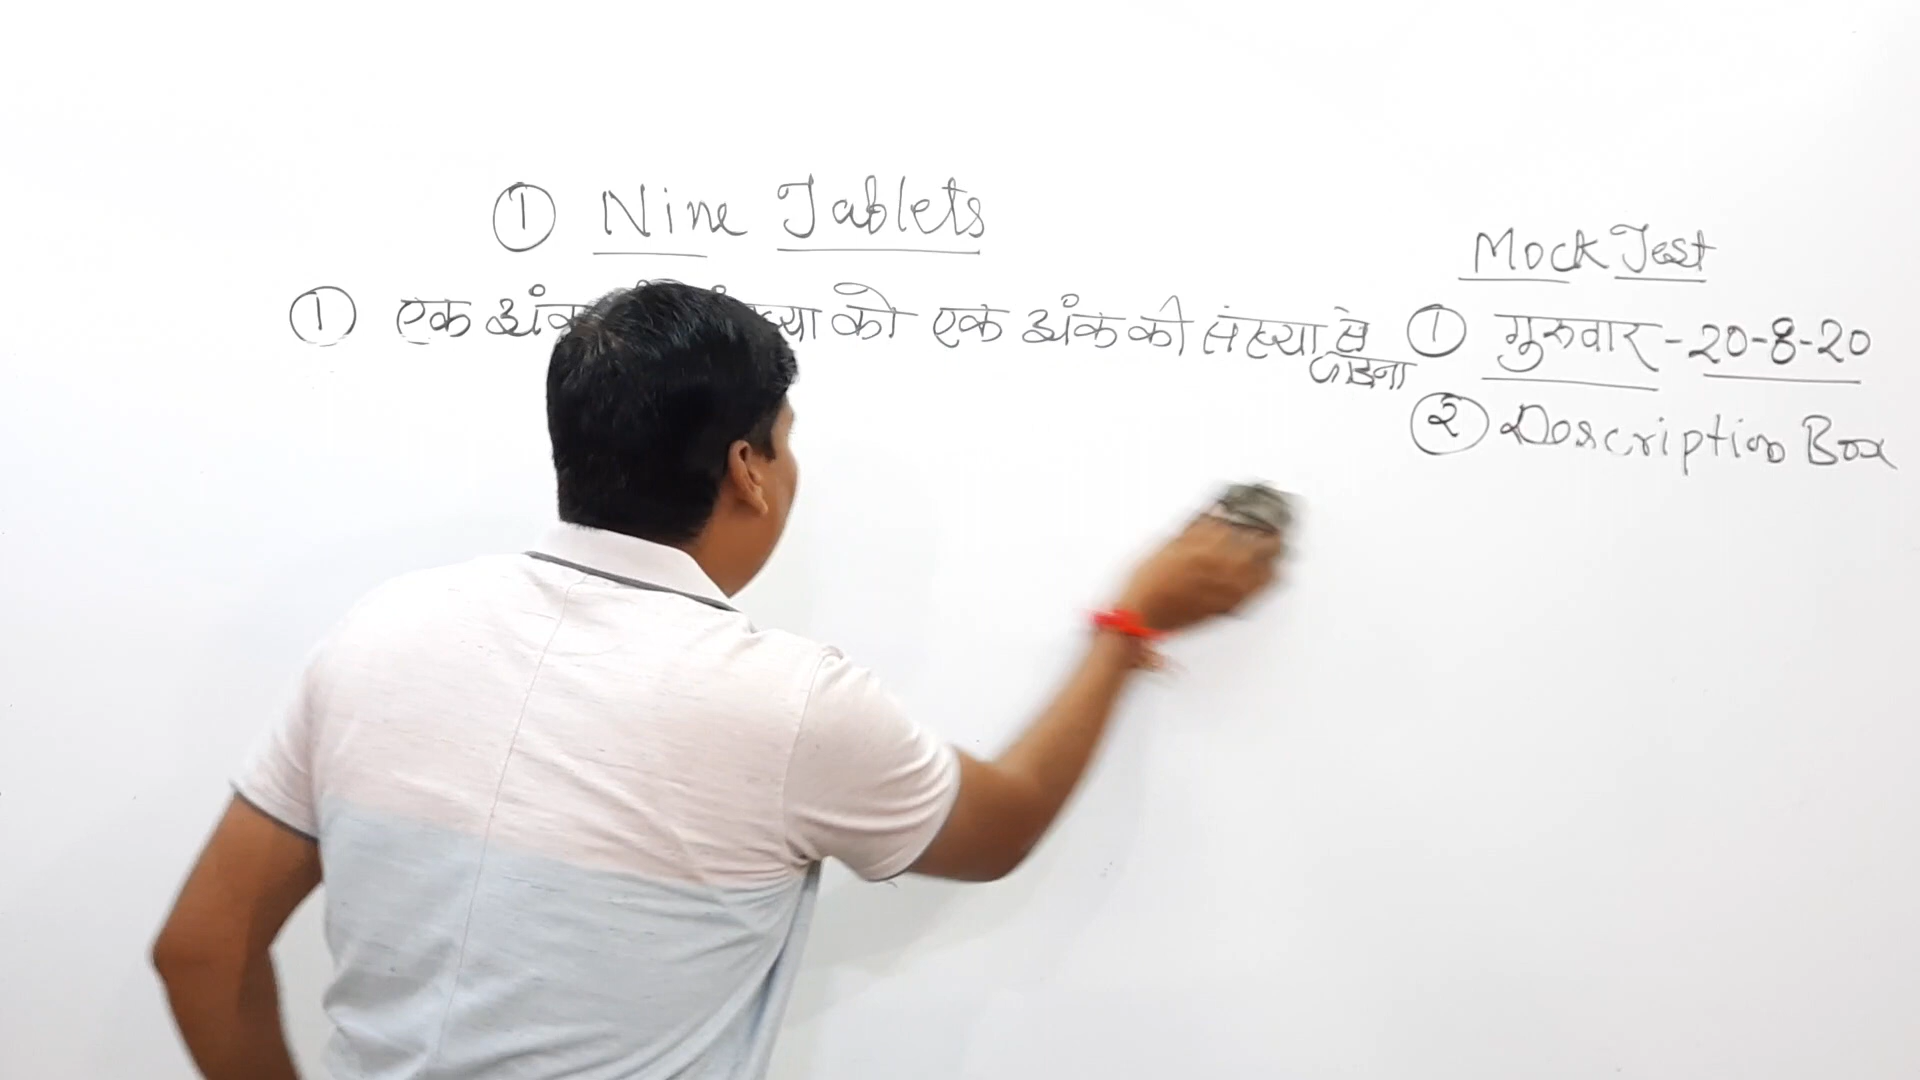 ① Nine Tablets
① एक अंक संख्या को एक अंक की संख्या से
जोड़ना
Mock Test
① गुरुवार - 20-8-20
② Description Box